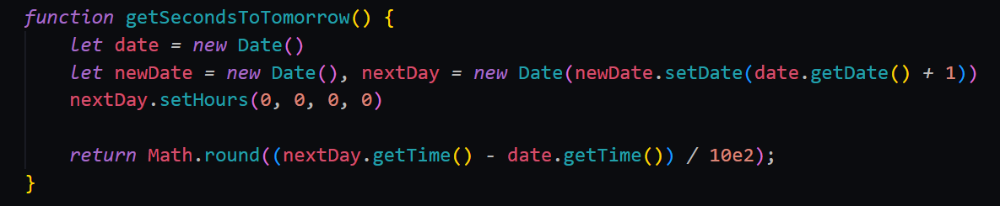 function getSecondsToTomorrow() {
    let date = new Date()
    let newDate = new Date(), nextDay = new Date(newDate.setDate(date.getDate() + 1))
    nextDay.setHours(0, 0, 0, 0)

    return Math.round((nextDay.getTime() - date.getTime()) / 10e2);
}